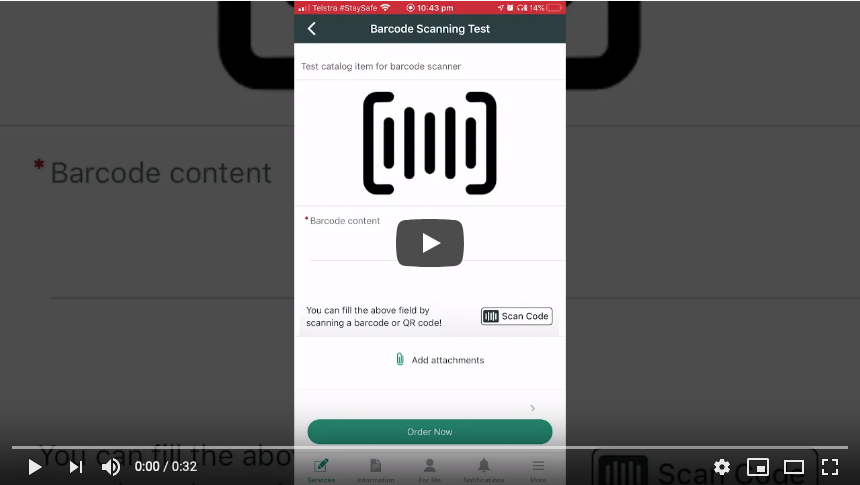 Telstra #StaySafe 10:43 pm 14%
Barcode Scanning Test
Test catalog item for barcode scanner
* Barcode content
* Barcode content
You can fill the above field by
scanning a barcode or QR code!
Scan Code
Add attachments
Order Now
You can fill the abo
Scan Code
0:00 / 0:32
Services Information For Me Notifications More